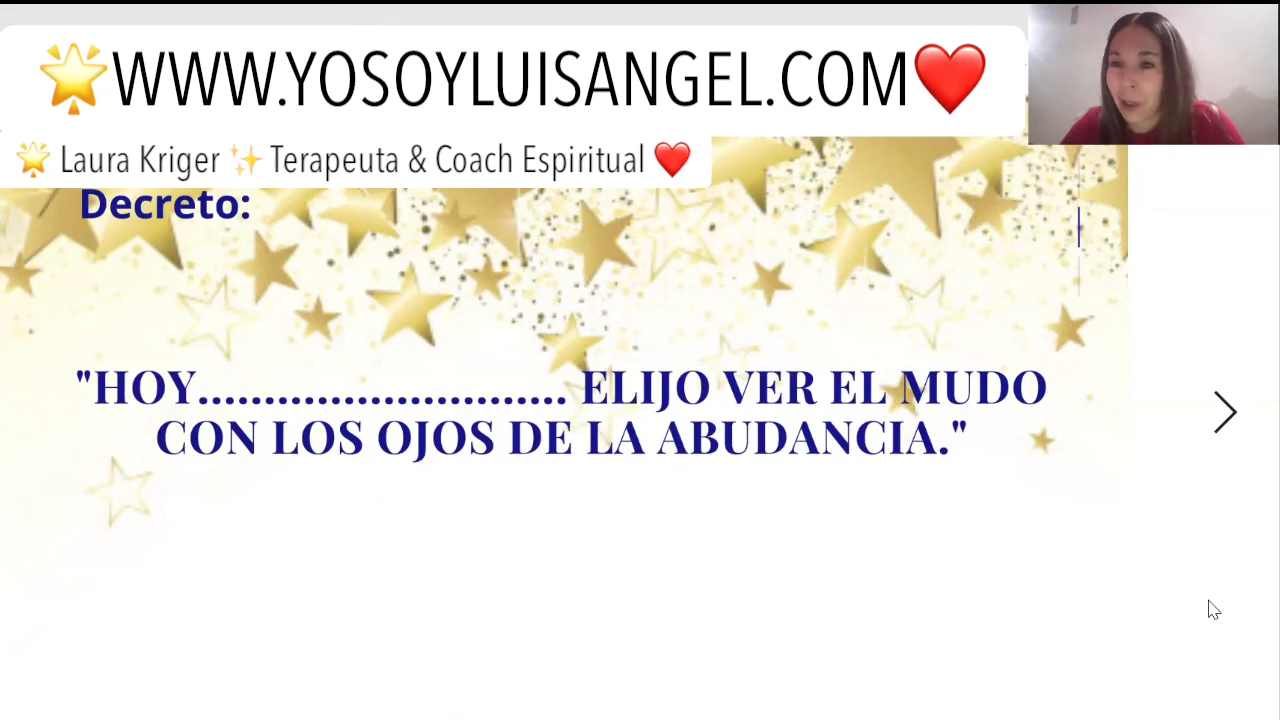 🌟WWW.YOSOYLUISANGEL.COM❤️
🌟 Laura Kriger ✨ Terapeuta & Coach Espiritual ❤️
Decreto:
"HOY............................ ELIJO VER EL MUDO
CON LOS OJOS DE LA ABUDANCIA."